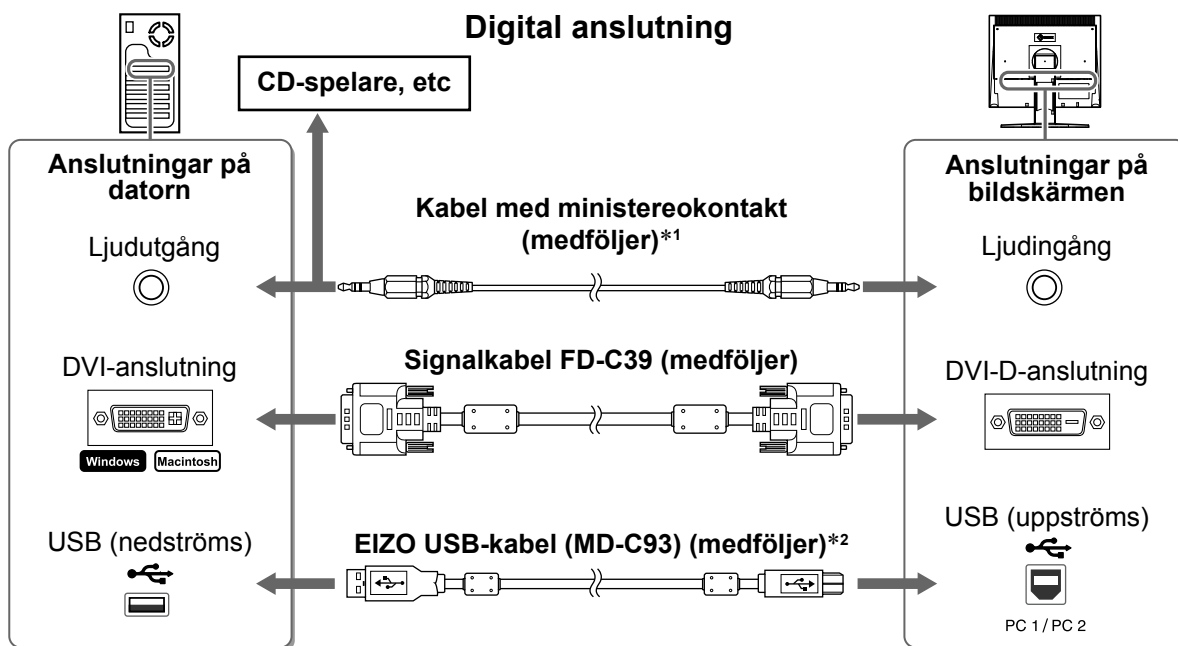 Digital anslutning
CD-spelare, etc
Anslutningar på
datorn
Anslutningar på
bildskärmen
Kabel med ministereokontakt
(medföljer)*1
Ljudutgång
Ljudingång
Signalkabel FD-C39 (medföljer)
DVI-anslutning
DVI-D-anslutning
Windows Macintosh
USB (nedströms)
EIZO USB-kabel (MD-C93) (medföljer)*2
USB (uppströms)
PC 1 / PC 2